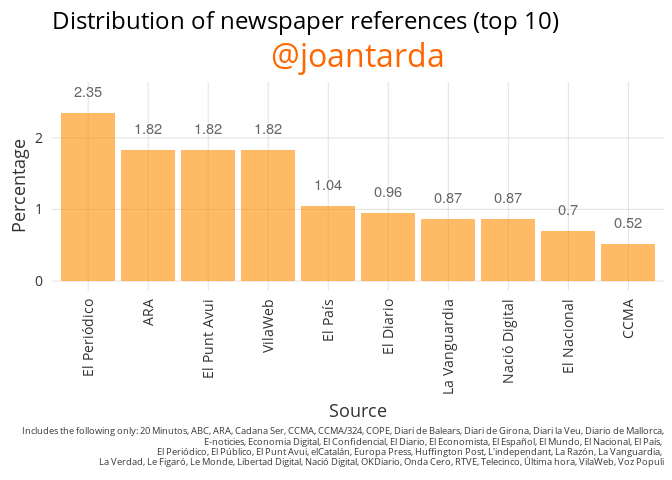 Distribution of newspaper references (top 10)
@joantarda
2.35
1.82
1.82
1.82
1.04
0.96
0.87
0.87
0.7
0.52
Percentage
2
1
0
El Periódico
ARA
El Punt Avui
VilaWeb
El País
El Diario
La Vanguardia
Nació Digital
El Nacional
CCMA
Source
Includes the following only: 20 Minutos, ABC, ARA, Cadana Ser, CCMA, CCMA/324, COPE, Diari de Balears, Diari de Girona, Diari la Veu, Diario de Mallorca,
E-noticies, Economia Digital, El Confidencial, El Diario, El Economista, El Español, El Mundo, El Nacional, El País,
El Periódico, El Público, El Punt Avui, elCatalán, Europa Press, Huffington Post, L'independant, La Razón, La Vanguardia,
La Verdad, Le Figaró, Le Monde, Libertad Digital, Nació Digital, OKDiario, Onda Cero, RTVE, Telecinco, Última hora, VilaWeb, Voz Populi